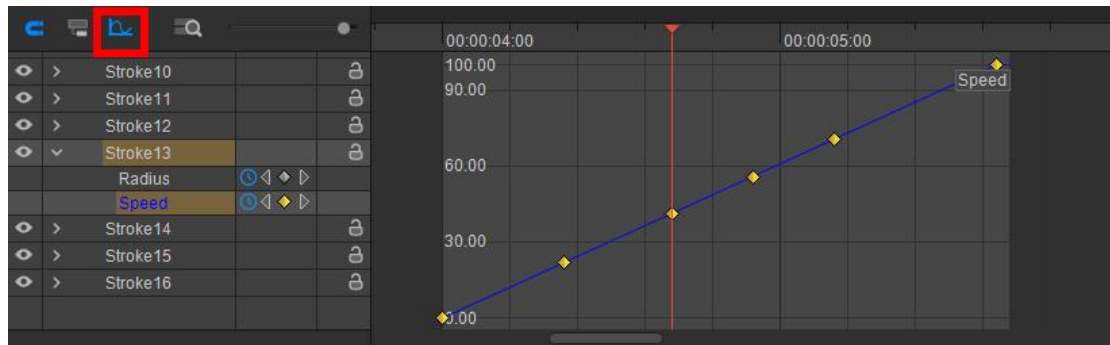 00:00:04:00 00:00:05:00
Stroke10
100.00
Speed
Stroke11
90.00
Stroke12
Stroke13
60.00
Radius
Speed
Stroke14
30.00
Stroke15
Stroke16
0.00